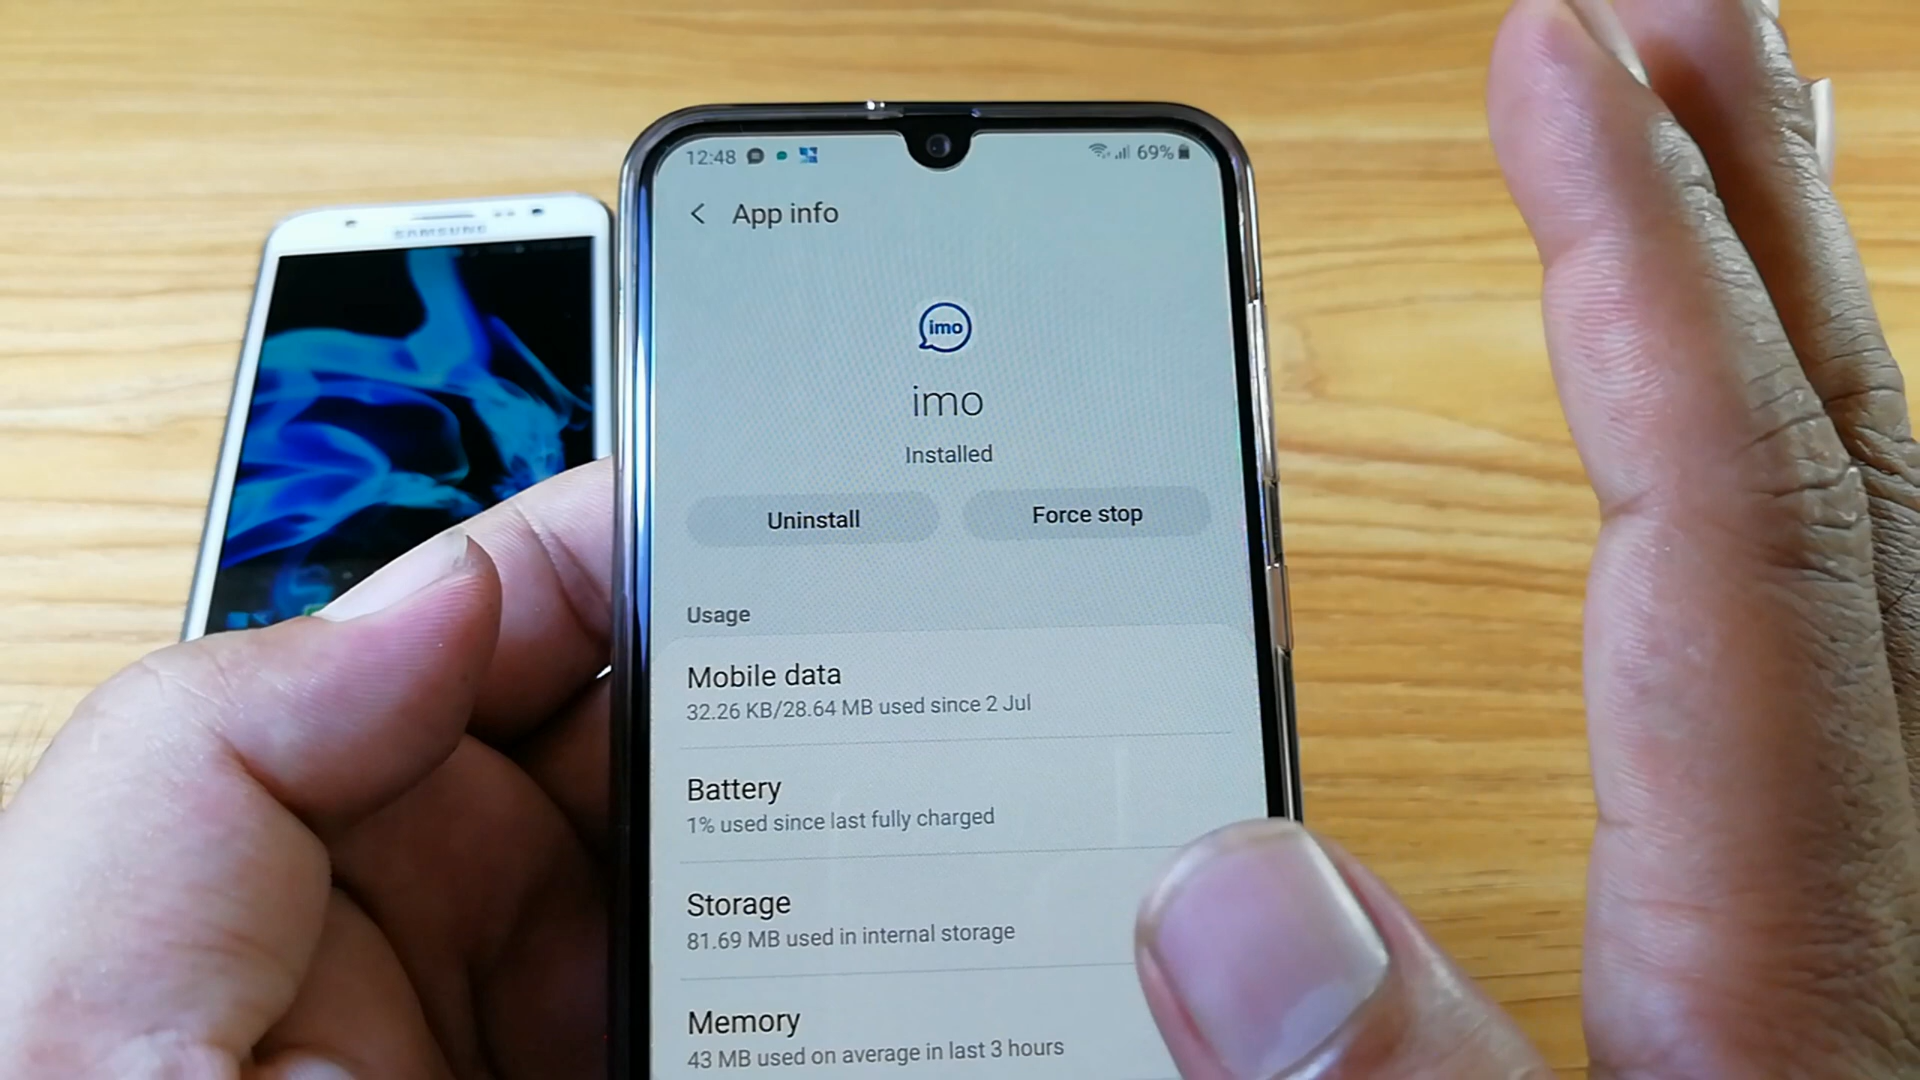 SAMSUNG
12:48
69%
App info
imo
imo
Installed
Uninstall
Force stop
Usage
Mobile data
32.26 KB/28.64 MB used since 2 Jul
Battery
1% used since last fully charged
Storage
81.69 MB used in internal storage
Memory
43 MB used on average in last 3 hours